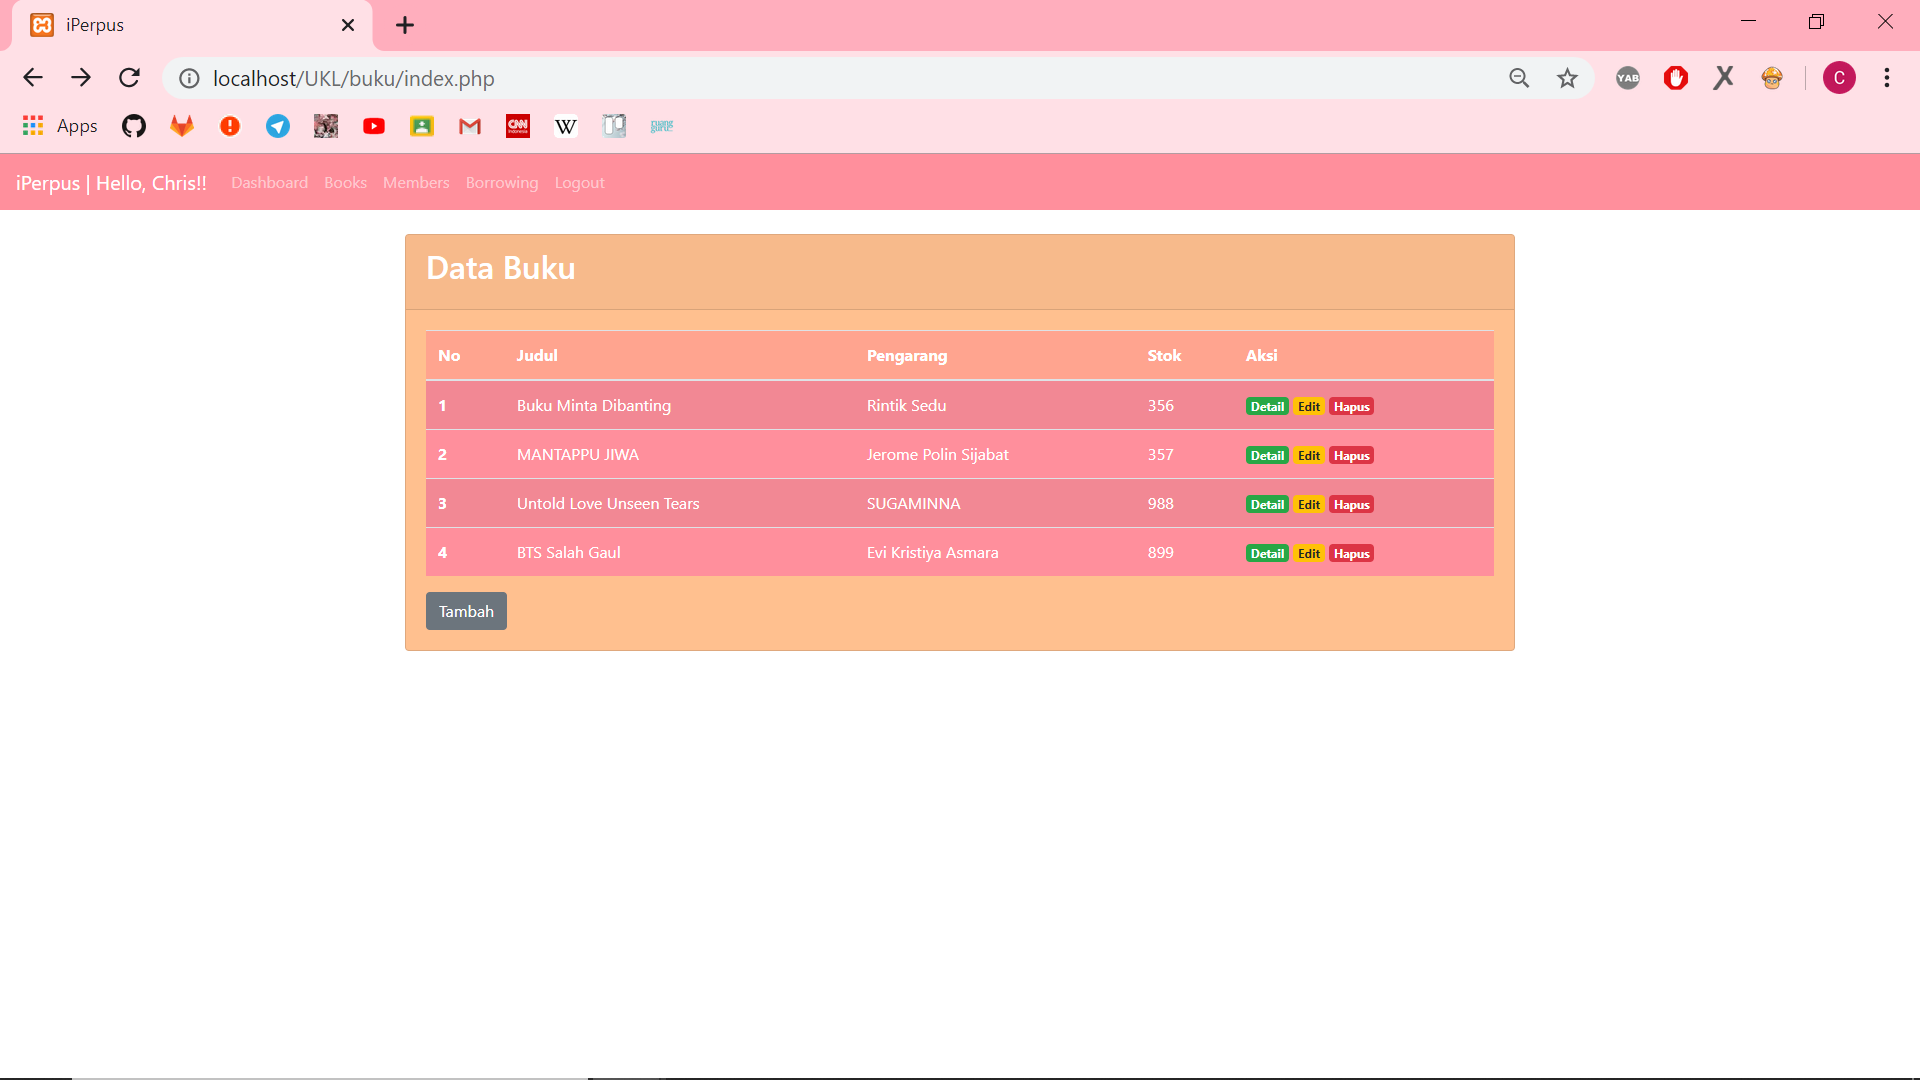 iPerpus
localhost/UKL/buku/index.php
YAB
C
Apps
CNN
Indonesia
W
iPerpus | Hello, Chris!! Dashboard Books Members Borrowing Logout
Data Buku
No Judul Pengarang Stok Aksi
1 Buku Minta Dibanting Rintik Sedu 356 Detail Edit Hapus
2 MANTAPPU JIWA Jerome Polin Sijabat 357 Detail Edit Hapus
3 Untold Love Unseen Tears SUGAMINNA 988 Detail Edit Hapus
4 BTS Salah Gaul Evi Kristiya Asmara 899 Detail Edit Hapus
Tambah